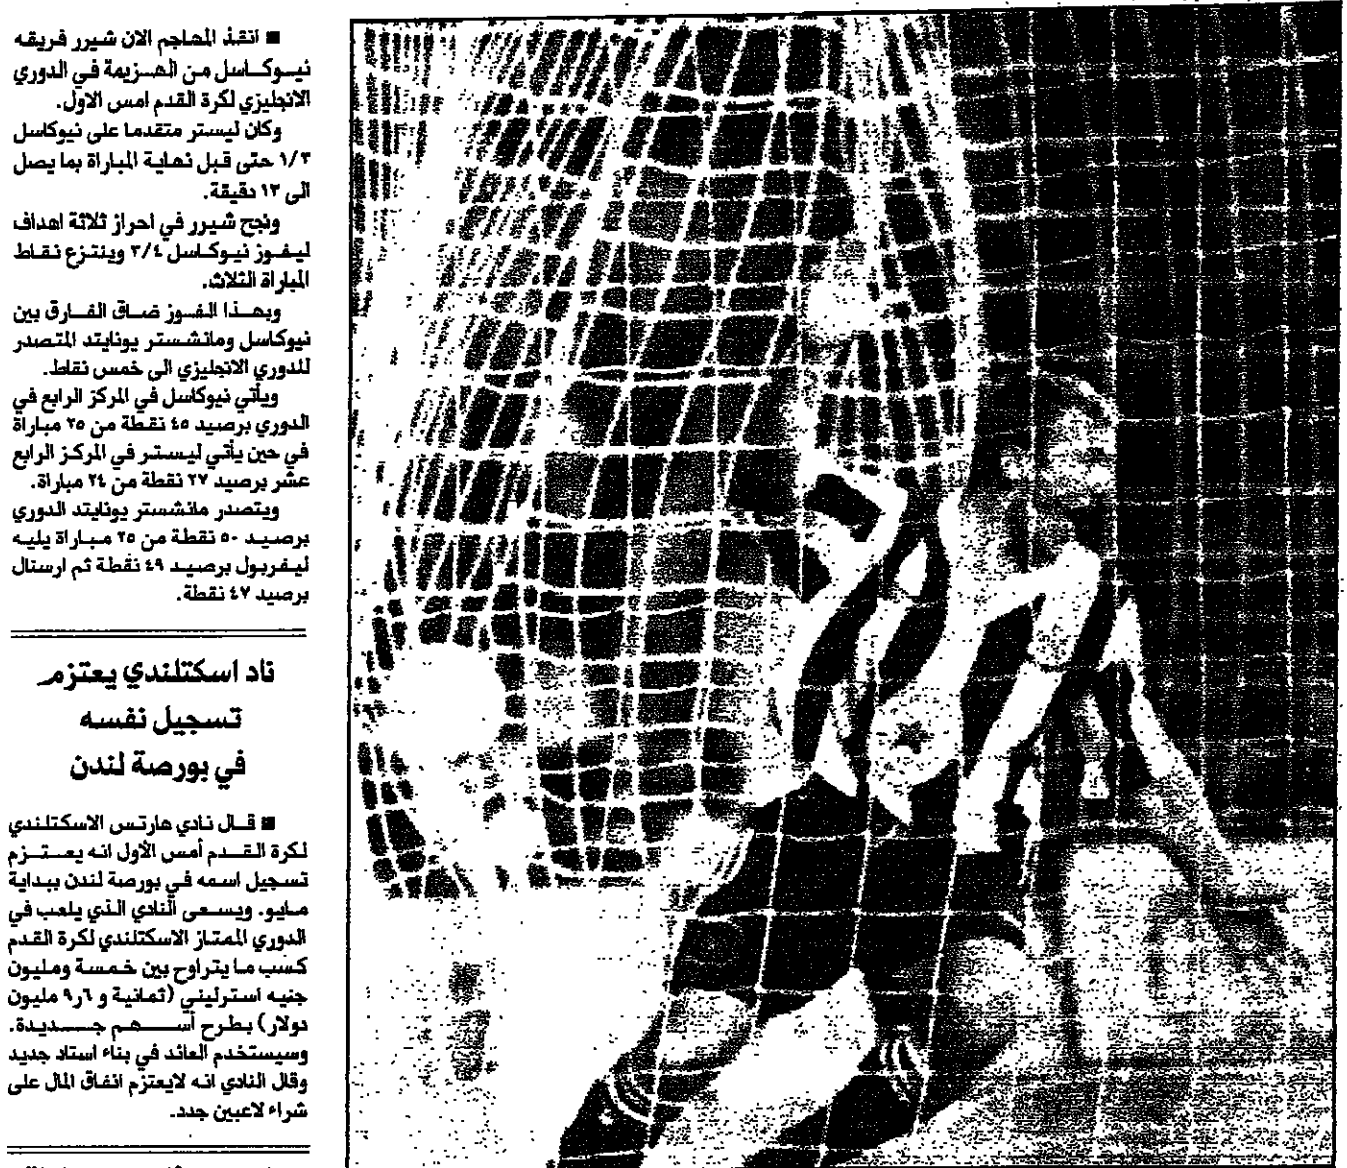 ■ انقذ المهاجم الان شيرر فريقه
نيوكاسل من الهزيمة في الدوري
الانجليزي لكرة القدم امس الاول.
وكان ليستر متقدما على نيوكاسل
١/٣ حتى قبل نهاية المباراة بما يصل
الى ١٣ دقيقة.
ونجح شيرر في احراز ثلاثة اهداف
ليفوز نيوكاسل ٣/٤ وينتزع نقاط
المباراة الثلاث.
وبهذا الفوز ضاق الفارق بين
نيوكاسل ومانشستر يونايتد المتصدر
للدوري الانجليزي الى خمس نقاط.
ويأتي نيوكاسل في المركز الرابع في
الدوري برصيد ٤٥ نقطة من ٢٥ مباراة
في حين يأتي ليستر في المركز الرابع
عشر برصيد ٢٧ نقطة من ٢٤ مباراة.
ويتصدر مانشستر يونايتد الدوري
برصيد ٥٠ نقطة من ٢٥ مباراة يليه
ليفربول برصيد ٤٩ نقطة ثم ارسنال
برصيد ٤٧ نقطة.
ناد اسكتلندي يعتزم
تسجيل نفسه
في بورصة لندن
■ قال نادي هارتس الاسكتلندي
لكرة القدم أمس الأول انه يعتزم
تسجيل اسمه في بورصة لندن ببداية
مايو. ويسعى النادي الذي يلعب في
الدوري الممتاز الاسكتلندي لكرة القدم
كسب ما يتراوح بين خمسة ومليون
جنيه استرليني (ثمانية و ٦ر٩ مليون
دولار) بطرح أسهم جديدة.
وسيستخدم العائد في بناء استاد جديد
وقال النادي انه لايعتزم انفاق المال على
شراء لاعبين جدد.